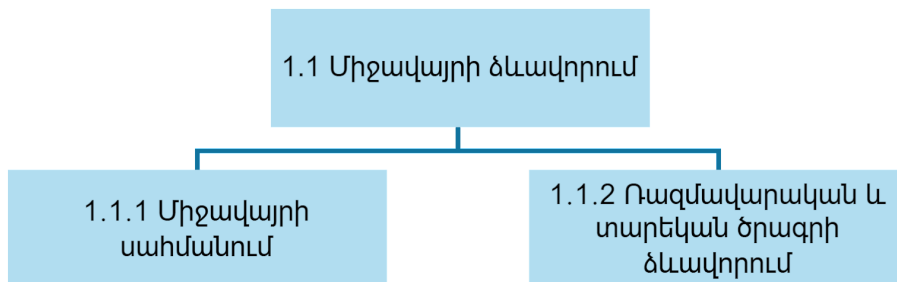 1.1 Միջավայրի ձևավորում
1.1.1 Միջավայրի
սահմանում
1.1.2 Ռազմավարական և
տարեկան ծրագրի
ձևավորում